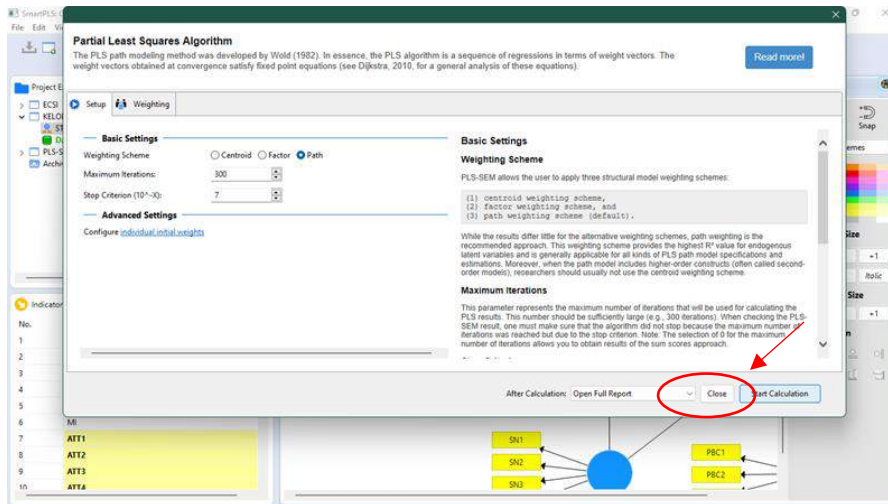 SmartPLS:
File Edit
Partial Least Squares Algorithm
The PLS path modeling method was developed by Wold (1982). In essence, the PLS algorithm is a sequence of regressions in terms of weight vectors. The
weight vectors obtained at convergence satisfy fixed point equations (see Dijkstra, 2010, for a general analysis of these equations).
Read more!
Project
Setup
Weighting
ECSI
Snap
Basic Settings
Weighting Scheme
Centroid Factor Path
Maximum Iterations: 300
Stop Criterion (10^-X): 7
Advanced Settings
Configure individual initial weights
Basic Settings
Weighting Scheme
PLS-SEM allows the user to apply three structural model weighting schemes:
(1) centroid weighting scheme,
(2) factor weighting scheme, and
(3) path weighting scheme (default).
While the results differ little for the alternative weighting schemes, path weighting is the
recommended approach. This weighting scheme provides the highest R² value for endogenous
latent variables and is generally applicable for all kinds of PLS path model specifications and
estimations. Moreover, when the path model includes higher-order constructs (often called second-
order models), researchers should usually not use the centroid weighting scheme.
Maximum Iterations
This parameter represents the maximum number of iterations that will be used for calculating the
PLS results. This number should be sufficiently large (e.g., 300 iterations). When checking the PLS-
SEM result, one must make sure that the algorithm did not stop because the maximum number of
iterations was reached but due to the stop criterion. Note: The selection of 0 for the maximum
number of iterations allows you to obtain results of the sum scores approach.
Size
+1
Italic
Size
+1
Indicator
No.
1
2
3
4
5
After Calculation: Open Full Report
Close
Start Calculation
6 MI
7 ATT1
8 ATT2
9 ATT3
10 ATT4
SN1
SN2
SN3
PBC1
PBC2